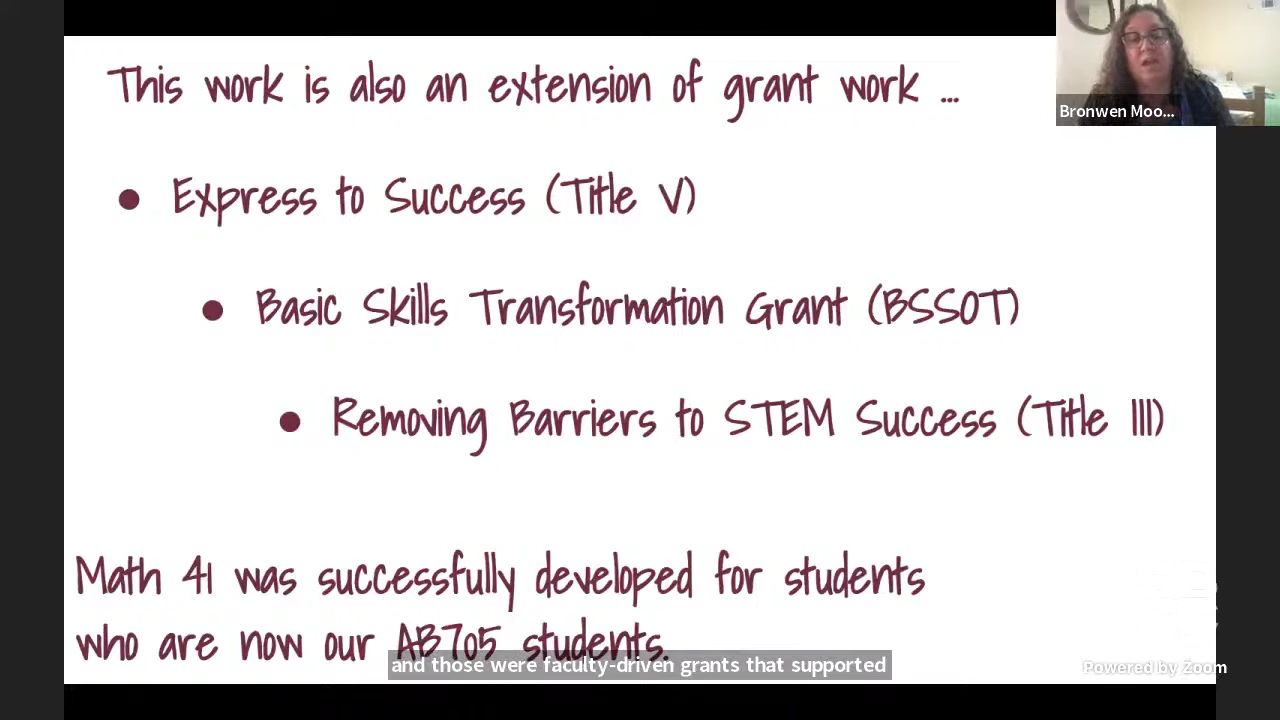 This work is also an extension of grant work ...
Bronwen Moo...
• Express to Success (Title V)
• Basic Skills Transformation Grant (BSSOT)
• Removing Barriers to STEM Success (Title III)
Math 41 was successfully developed for students
who are now our AB705 students.
and those were faculty-driven grants that supported
Powered by Zoom